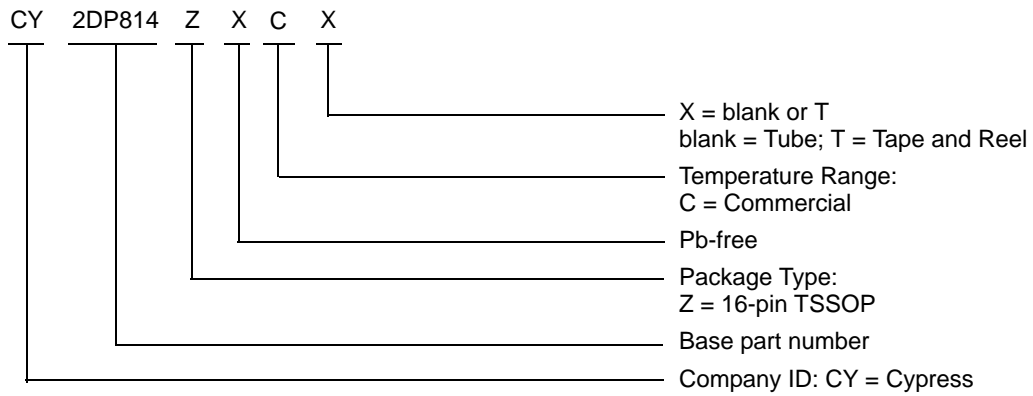 CY 2DP814 Z X C X
X = blank or T
blank = Tube; T = Tape and Reel
Temperature Range:
C = Commercial
Pb-free
Package Type:
Z = 16-pin TSSOP
Base part number
Company ID: CY = Cypress